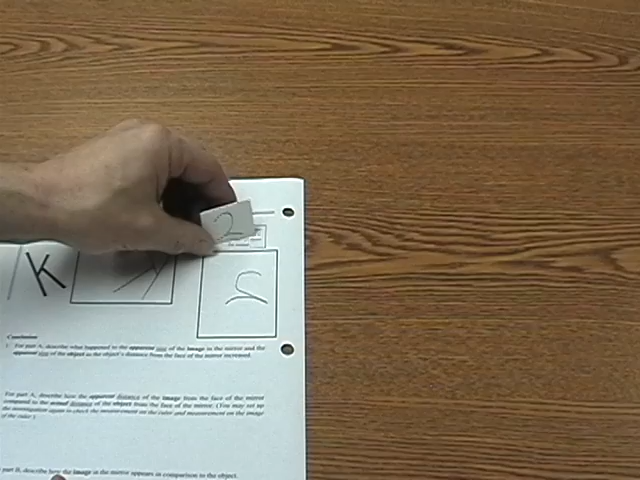 2
K
Conclusion
1. For part A, describe what happened to the apparent size of the image in the mirror and the
apparent size of the object as the object's distance from the face of the mirror increased.
For part A, describe how the apparent distance of the image from the face of the mirror
compared to the actual distance of the object from the face of the mirror. (You may set up
the investigation again to check the measurement on the ruler and measurement on the image
of the ruler.)
part B, describe how the image in the mirror appears in comparison to the object.